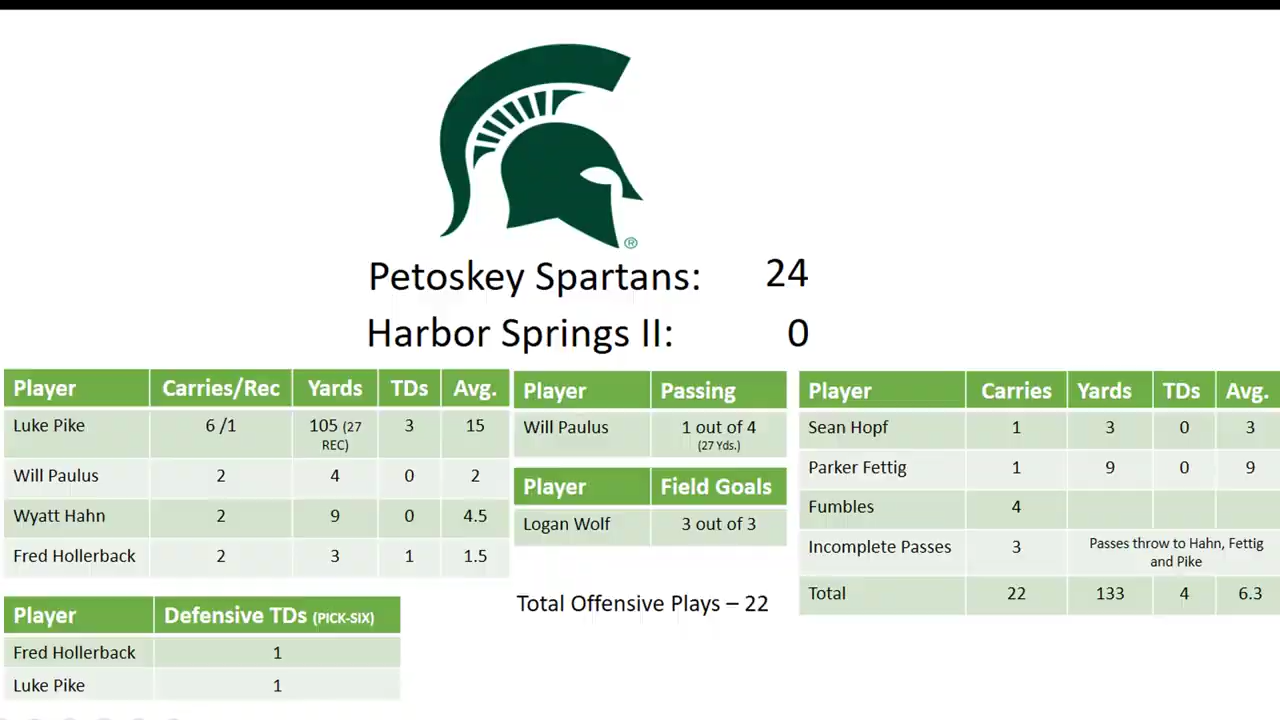 ®
Petoskey Spartans: 24
Harbor Springs II: 0
Player Carries/Rec Yards TDs Avg.
Luke Pike 6 /1 105 (27 REC) 3 15
Will Paulus 2 4 0 2
Wyatt Hahn 2 9 0 4.5
Fred Hollerback 2 3 1 1.5
Player Defensive TDs (PICK-SIX)
Fred Hollerback 1
Luke Pike 1
Player Passing
Will Paulus 1 out of 4
(27 Yds.)
Player Field Goals
Logan Wolf 3 out of 3
Total Offensive Plays – 22
Player Carries Yards TDs Avg.
Sean Hopf 1 3 0 3
Parker Fettig 1 9 0 9
Fumbles 4
Incomplete Passes 3 Passes throw to Hahn, Fettig
and Pike
Total 22 133 4 6.3